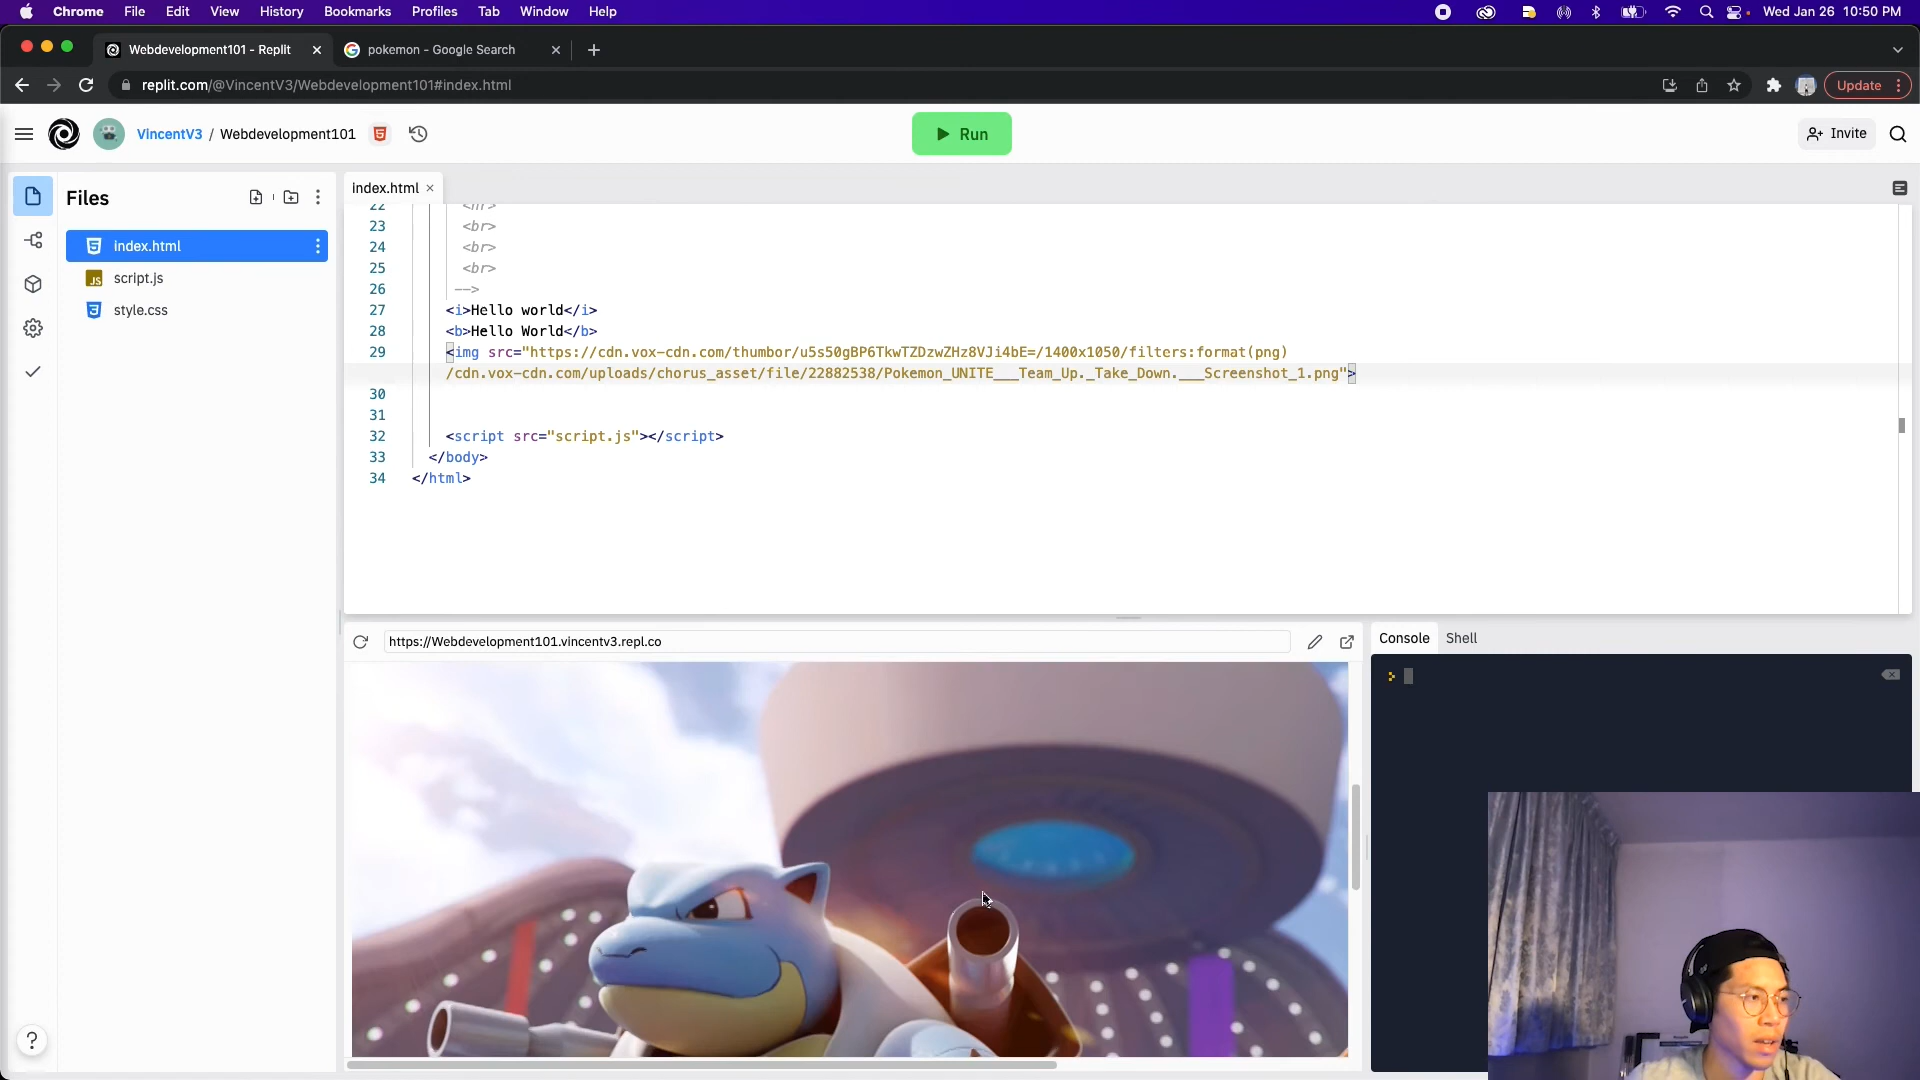 Chrome File Edit View History Bookmarks Profiles Tab Window Help Wed Jan 26 10:50 PM
Webdevelopment101 - Replit pokemon - Google Search
replit.com/@VincentV3/Webdevelopment101#index.html Update
VincentV3 / Webdevelopment101 Run Invite
Files
index.html
script.js
style.css
index.html
22 <hr>
23 <br>
24 <br>
25 <br>
26 -->
27 <i>Hello world</i>
28 <b>Hello World</b>
29 <img src="https://cdn.vox-cdn.com/thumbor/u5s50gBP6TkwTZDzwZHz8VJi4bE=/1400x1050/filters:format(png)
/cdn.vox-cdn.com/uploads/chorus_asset/file/22882538/Pokemon_UNITE___Team_Up._Take_Down.___Screenshot_1.png">
30
31
32 <script src="script.js"></script>
33 </body>
34 </html>
https://Webdevelopment101.vincentv3.repl.co
Console Shell
?